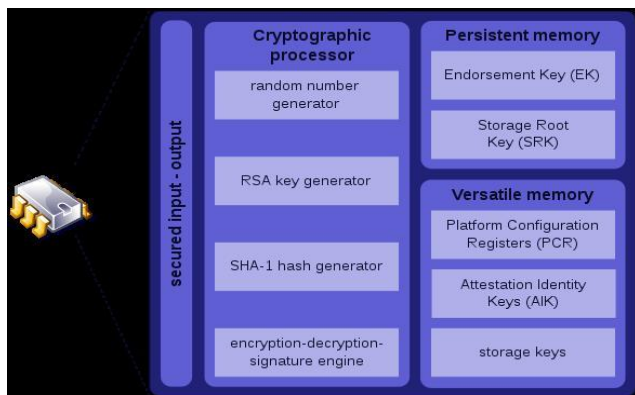 secured input - output
Cryptographic
processor
random number
generator
RSA key generator
SHA-1 hash generator
encryption-decryption-
signature engine
Persistent memory
Endorsement Key (EK)
Storage Root
Key (SRK)
Versatile memory
Platform Configuration
Registers (PCR)
Attestation Identity
Keys (AIK)
storage keys